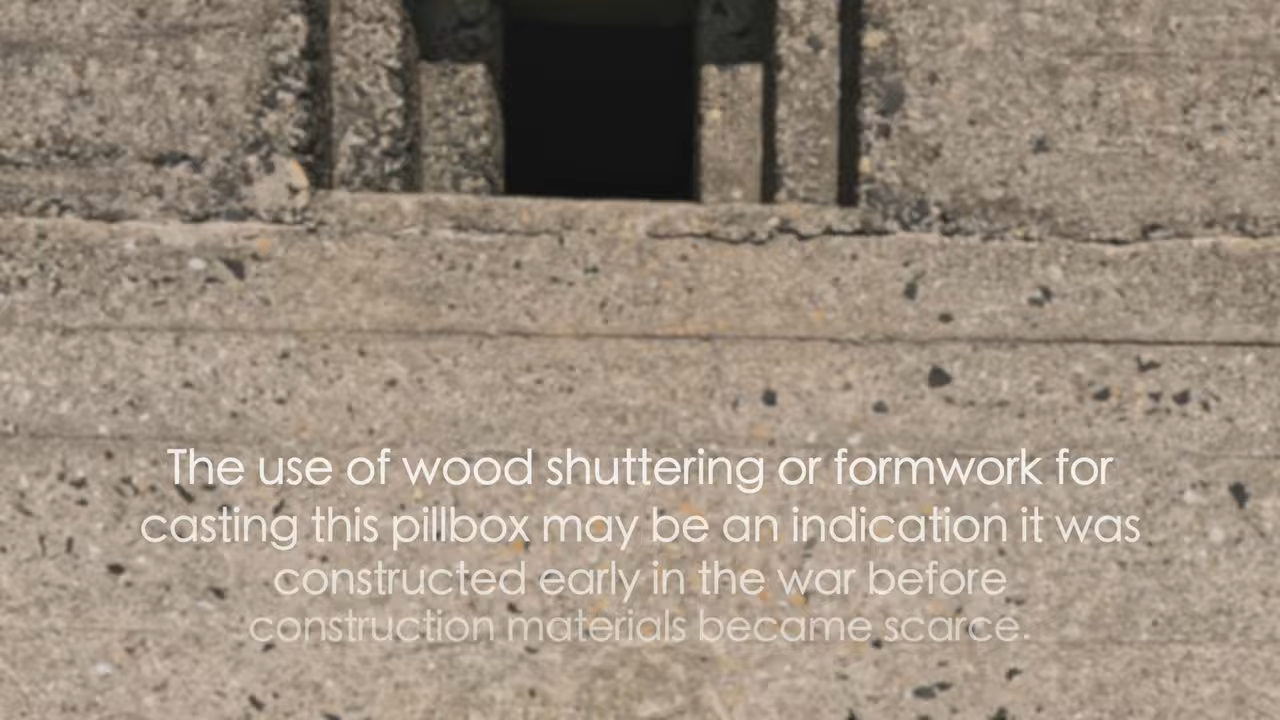 The use of wood shuttering or formwork for
casting this pillbox may be an indication it was
constructed early in the war before
construction materials became scarce.